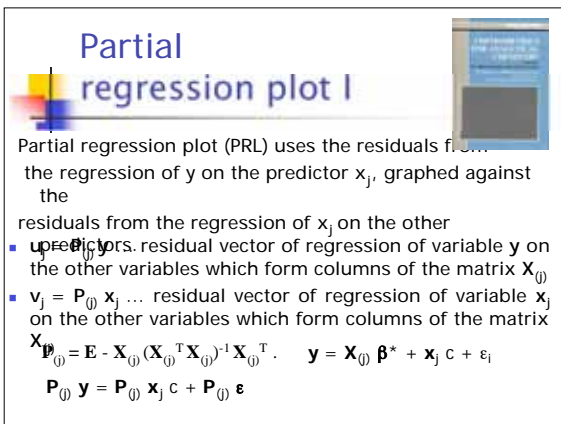 Partial
regression plot I
Partial regression plot (PRL) uses the residuals from
the regression of y on the predictor xj, graphed against
the
residuals from the regression of xj on the other
predictors.
uj = P(j) y ... residual vector of regression of variable y on
the other variables which form columns of the matrix X(j)
vj = P(j) xj ... residual vector of regression of variable xj
on the other variables which form columns of the matrix
X(j)
P(j) = E - X(j) (X(j)T X(j))-1 X(j)T . y = X(j) β* + xj c + εi
P(j) y = P(j) xj c + P(j) ε